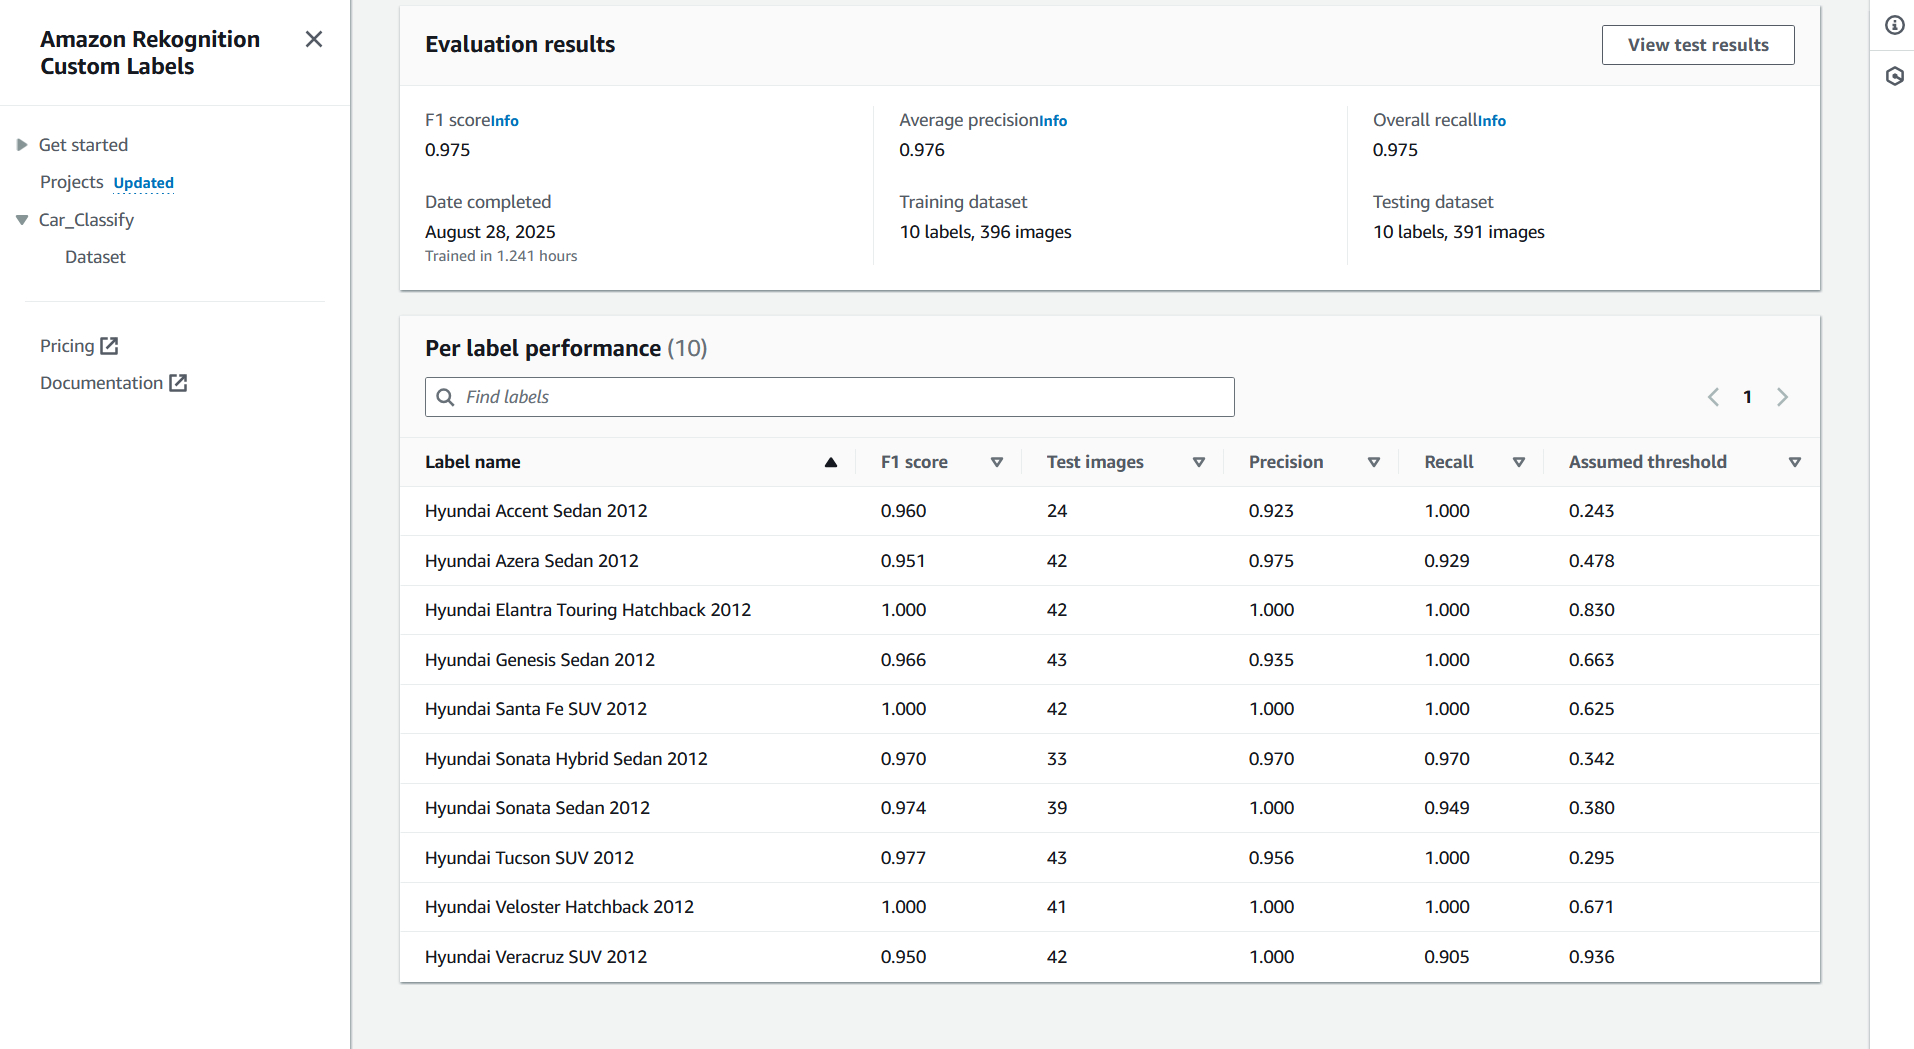 Amazon Rekognition
Custom Labels
Get started
Projects Updated
Car_Classify
Dataset
Pricing
Documentation
Evaluation results
View test results
F1 score Info
0.975
Average precision Info
0.976
Overall recall Info
0.975
Date completed
August 28, 2025
Trained in 1.241 hours
Training dataset
10 labels, 396 images
Testing dataset
10 labels, 391 images
Per label performance (10)
Find labels
1
Label name F1 score Test images Precision Recall Assumed threshold
Hyundai Accent Sedan 2012 0.960 24 0.923 1.000 0.243
Hyundai Azera Sedan 2012 0.951 42 0.975 0.929 0.478
Hyundai Elantra Touring Hatchback 2012 1.000 42 1.000 1.000 0.830
Hyundai Genesis Sedan 2012 0.966 43 0.935 1.000 0.663
Hyundai Santa Fe SUV 2012 1.000 42 1.000 1.000 0.625
Hyundai Sonata Hybrid Sedan 2012 0.970 33 0.970 0.970 0.342
Hyundai Sonata Sedan 2012 0.974 39 1.000 0.949 0.380
Hyundai Tucson SUV 2012 0.977 43 0.956 1.000 0.295
Hyundai Veloster Hatchback 2012 1.000 41 1.000 1.000 0.671
Hyundai Veracruz SUV 2012 0.950 42 1.000 0.905 0.936